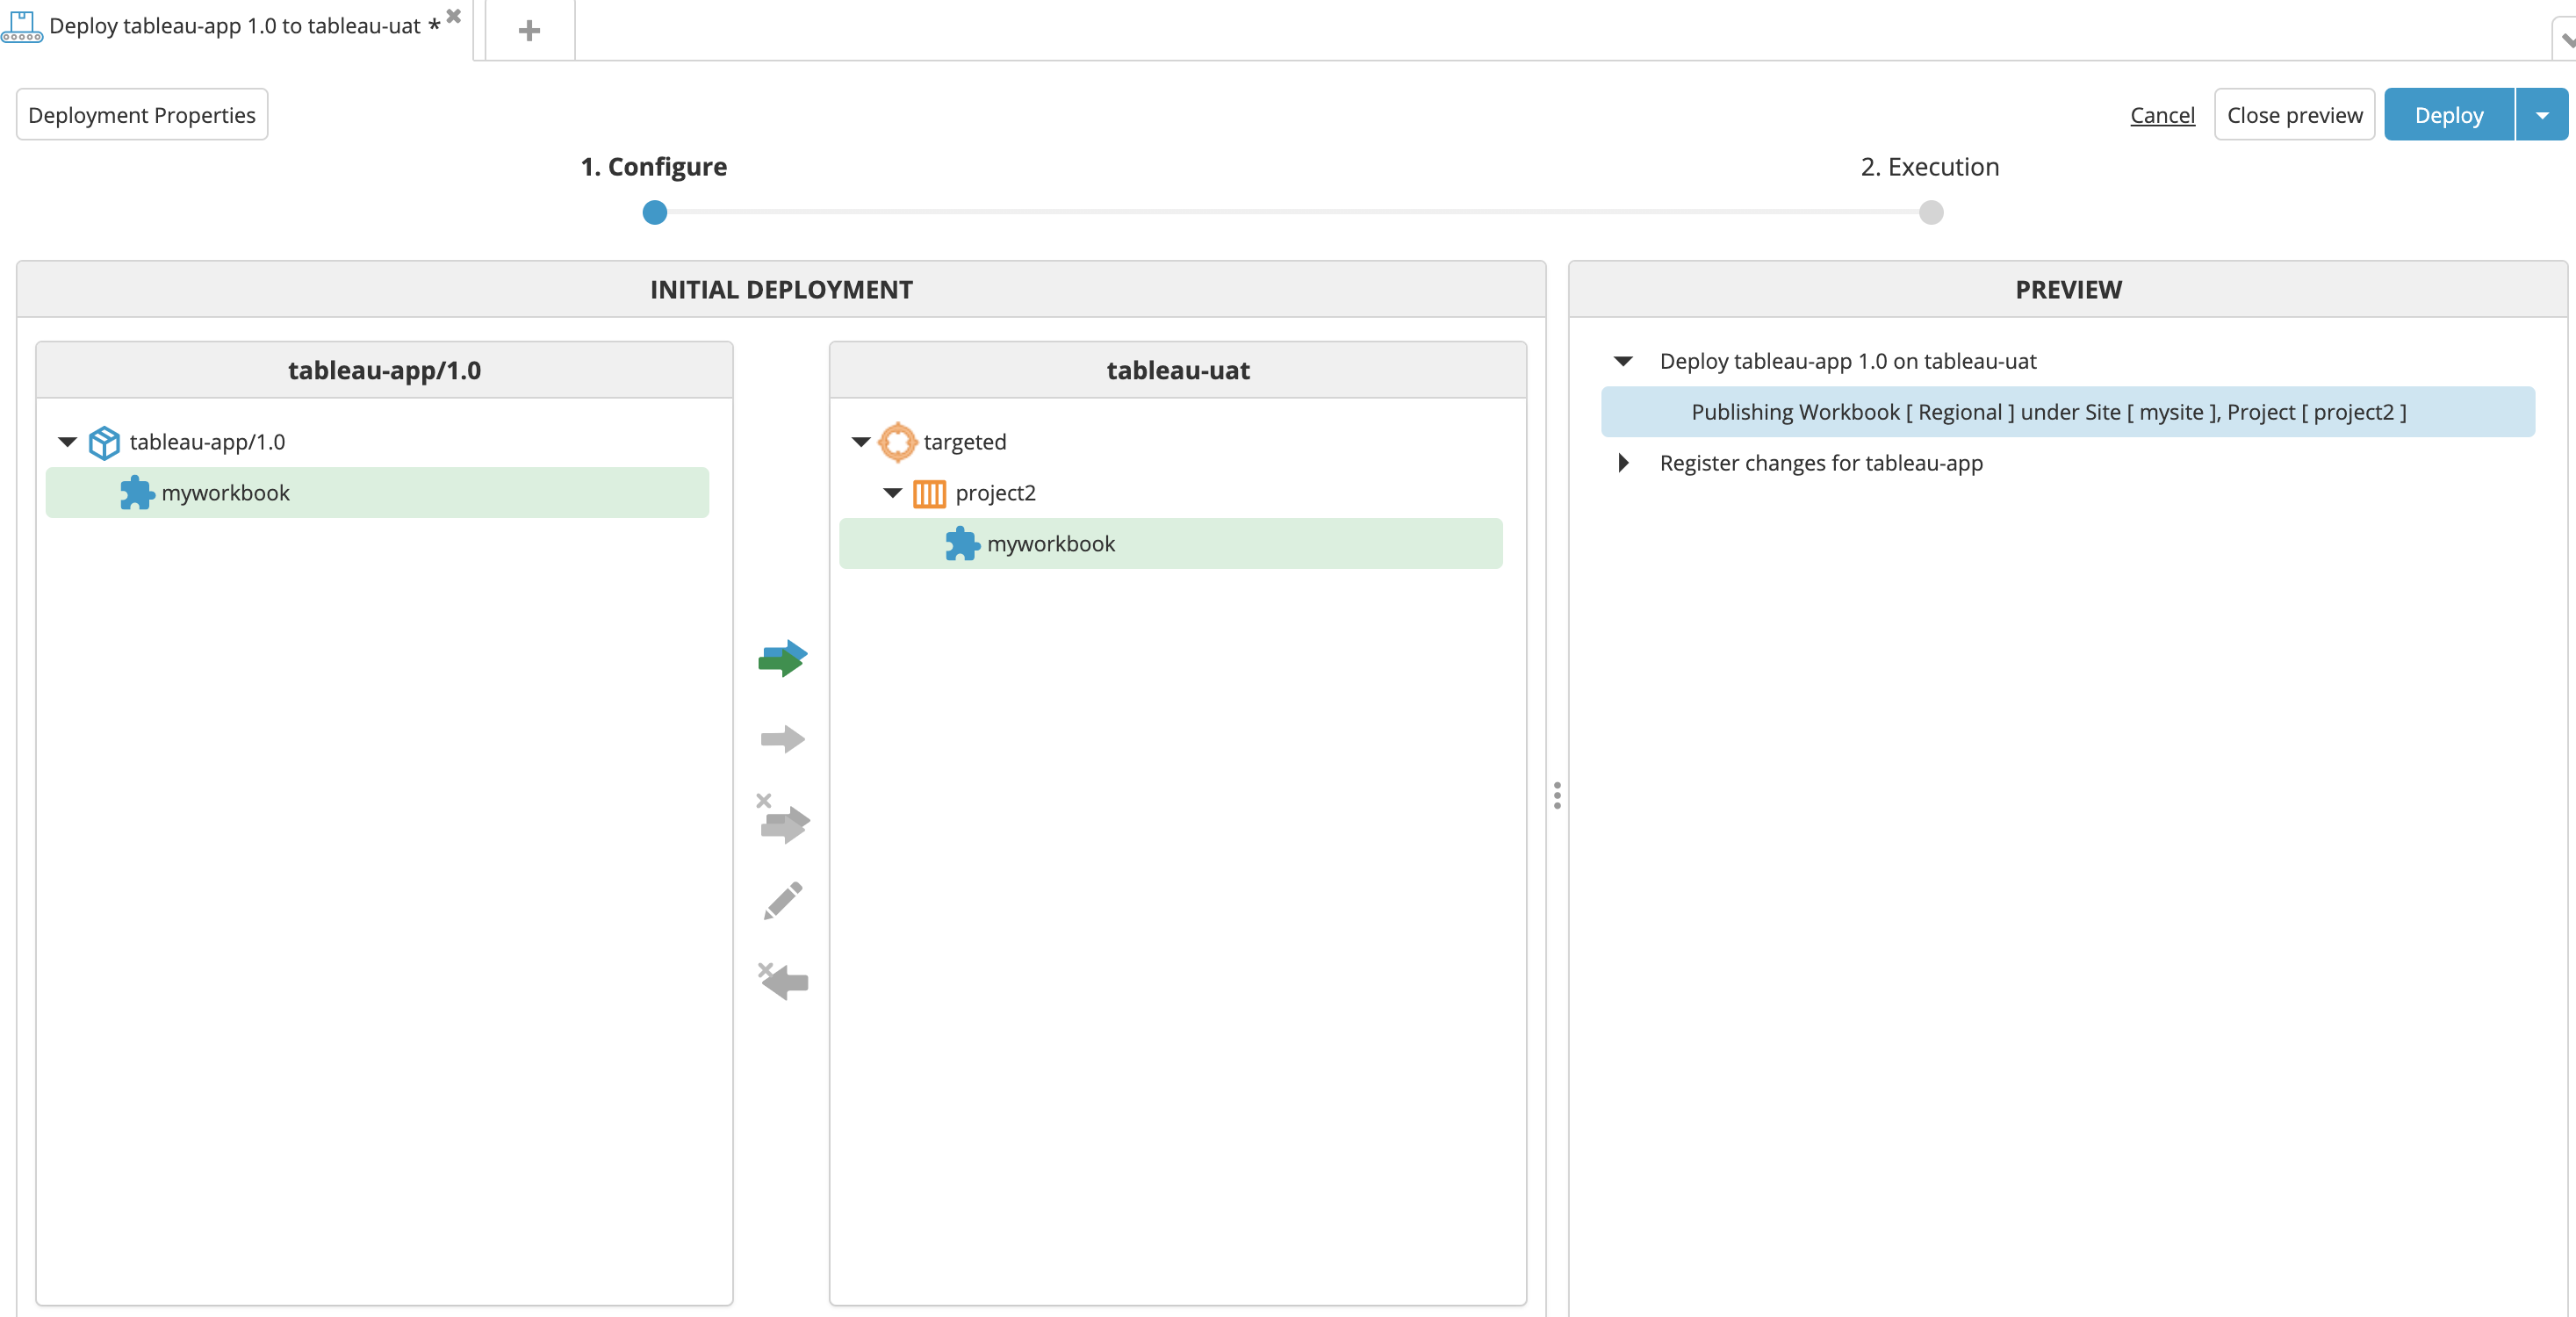 Deploy tableau-app 1.0 to tableau-uat *
Deployment Properties
Cancel
Close preview
Deploy
1. Configure
2. Execution
INITIAL DEPLOYMENT
PREVIEW
tableau-app/1.0
tableau-app/1.0
myworkbook
tableau-uat
targeted
project2
myworkbook
Deploy tableau-app 1.0 on tableau-uat
Publishing Workbook [ Regional ] under Site [ mysite ], Project [ project2 ]
Register changes for tableau-app